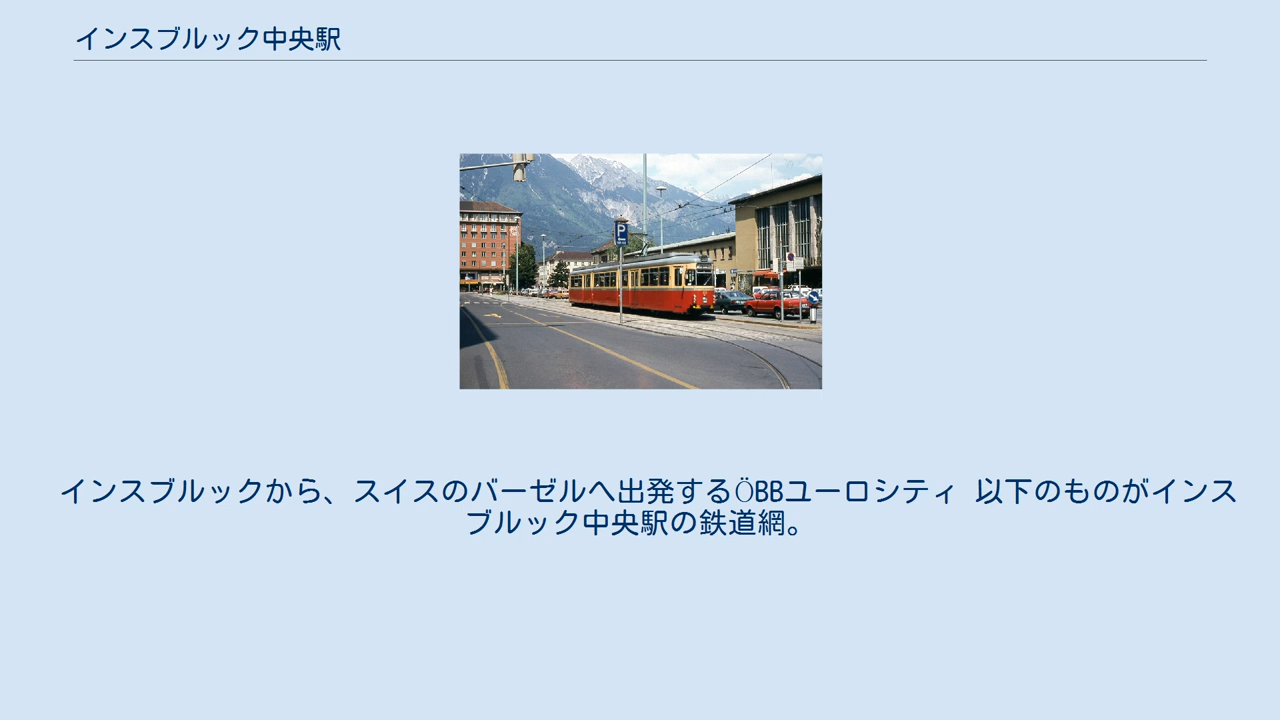 インスブルック中央駅
P
インスブルックから、スイスのバーゼルへ出発するÖBBユーロシティ 以下のものがインス
ブルック中央駅の鉄道網。